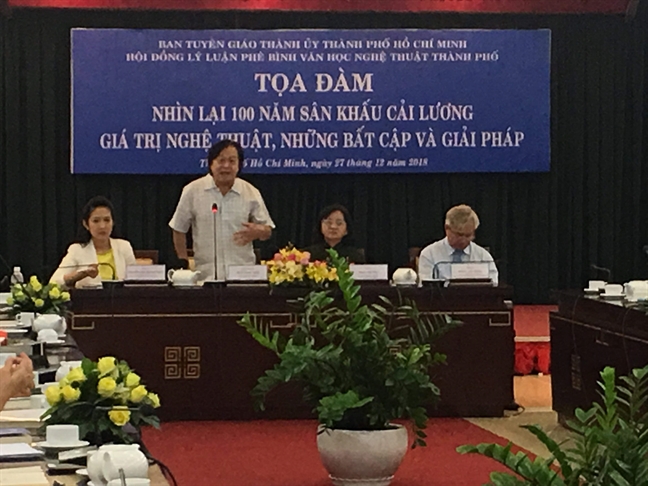 BAN TUYÊN GIÁO THÀNH ỦY THÀNH PHỐ HỒ CHÍ MINH
HỘI ĐỒNG LÝ LUẬN PHÊ BÌNH VĂN HỌC NGHỆ THUẬT THÀNH PHỐ
TỌA ĐÀM
NHÌN LẠI 100 NĂM SÂN KHẤU CẢI LƯƠNG
GIÁ TRỊ NGHỆ THUẬT, NHỮNG BẤT CẬP VÀ GIẢI PHÁP
Hồ Chí Minh, ngày 27 tháng 12 năm 2018